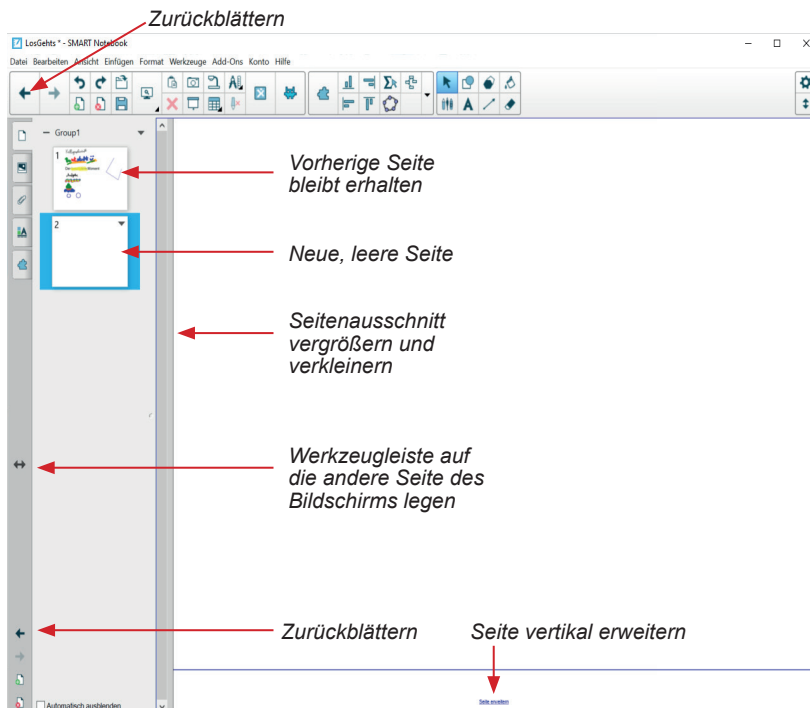 Zurückblättern
LosGehts * - SMART Notebook
Datei Bearbeiten Ansicht Einfügen Format Werkzeuge Add-Ons Konto Hilfe
Group1
1
Vorherige Seite
bleibt erhalten
2
Neue, leere Seite
Seitenausschnitt
vergrößern und
verkleinern
Werkzeugleiste auf
die andere Seite des
Bildschirms legen
Zurückblättern
Seite vertikal erweitern
Automatisch ausblenden
Seite erweitern